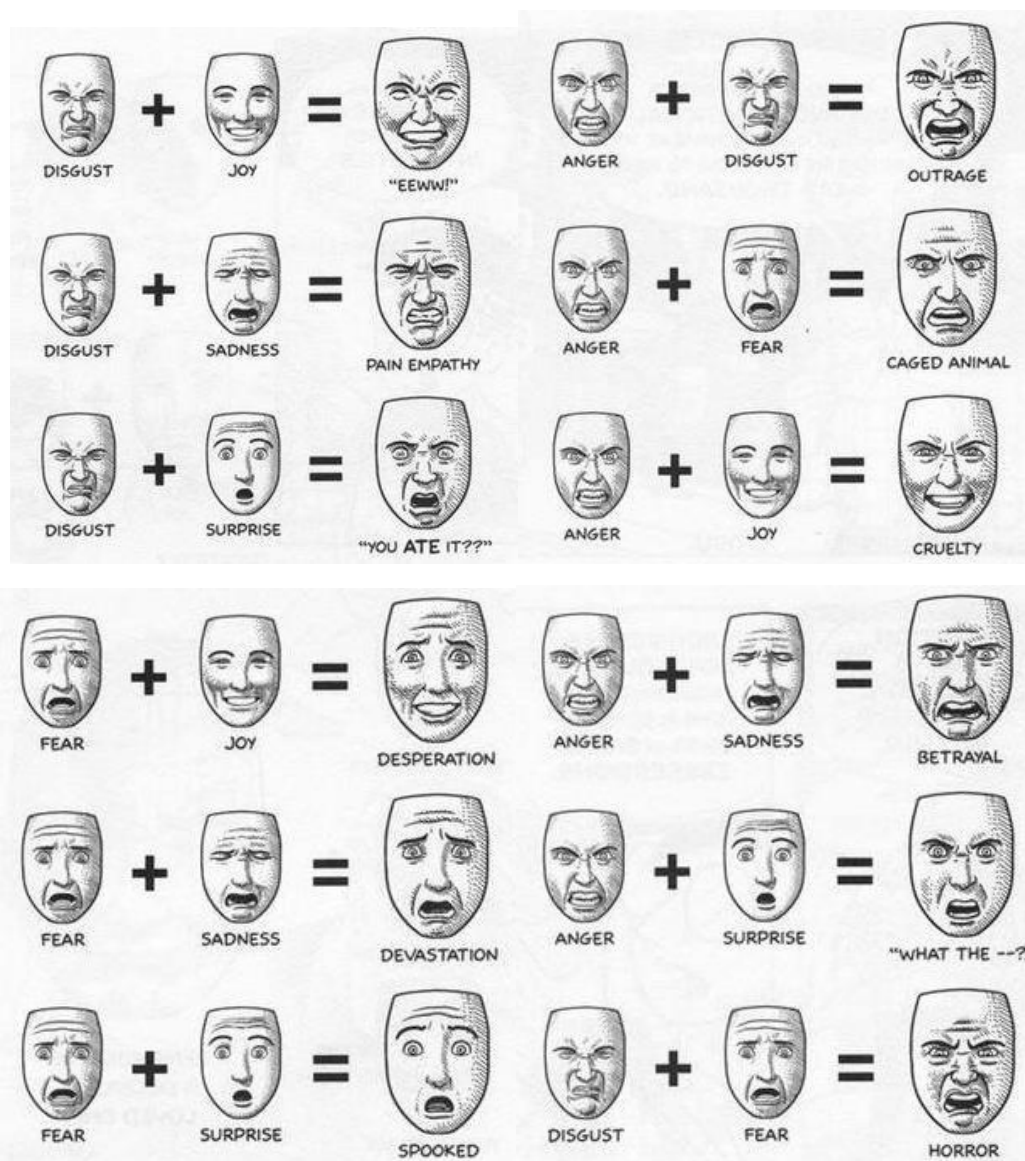 DISGUST + JOY = "EEWW!"
ANGER + DISGUST = OUTRAGE
DISGUST + SADNESS = PAIN EMPATHY
ANGER + FEAR = CAGED ANIMAL
DISGUST + SURPRISE = "YOU ATE IT??"
ANGER + JOY = CRUELTY
FEAR + JOY = DESPERATION
ANGER + SADNESS = BETRAYAL
FEAR + SADNESS = DEVASTATION
ANGER + SURPRISE = "WHAT THE --?
FEAR + SURPRISE = SPOOKED
DISGUST + FEAR = HORROR